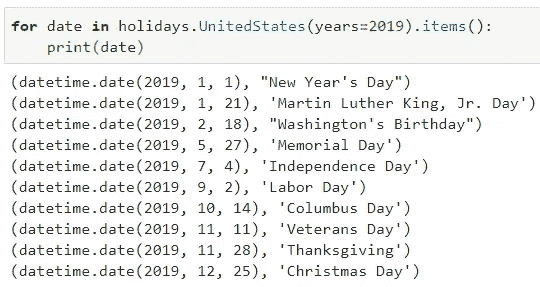 for date in holidays.UnitedStates(years=2019).items():
    print(date)
(datetime.date(2019, 1, 1), "New Year's Day")
(datetime.date(2019, 1, 21), 'Martin Luther King, Jr. Day')
(datetime.date(2019, 2, 18), "Washington's Birthday")
(datetime.date(2019, 5, 27), 'Memorial Day')
(datetime.date(2019, 7, 4), 'Independence Day')
(datetime.date(2019, 9, 2), 'Labor Day')
(datetime.date(2019, 10, 14), 'Columbus Day')
(datetime.date(2019, 11, 11), 'Veterans Day')
(datetime.date(2019, 11, 28), 'Thanksgiving')
(datetime.date(2019, 12, 25), 'Christmas Day')